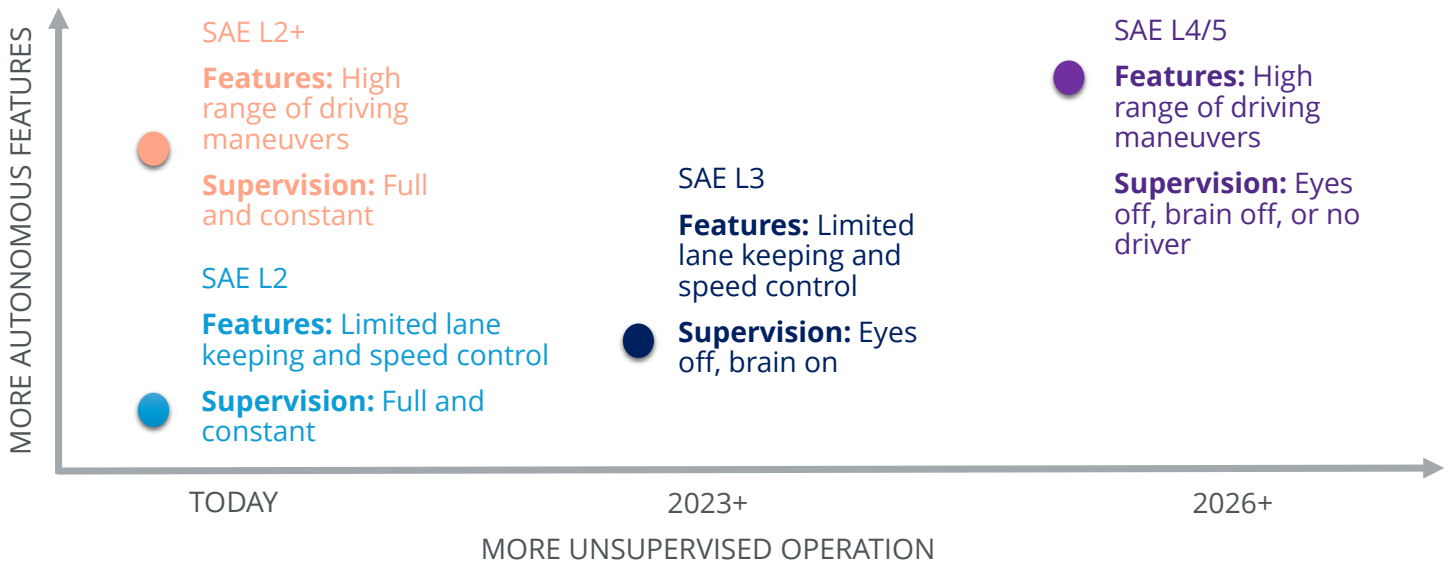 MORE AUTONOMOUS FEATURES
SAE L2+
Features: High
range of driving
maneuvers
Supervision: Full
and constant
SAE L2
Features: Limited lane
keeping and speed control
Supervision: Full and
constant
SAE L3
Features: Limited
lane keeping and
speed control
Supervision: Eyes
off, brain on
SAE L4/5
Features: High
range of driving
maneuvers
Supervision: Eyes
off, brain off, or no
driver
TODAY
2023+
2026+
MORE UNSUPERVISED OPERATION